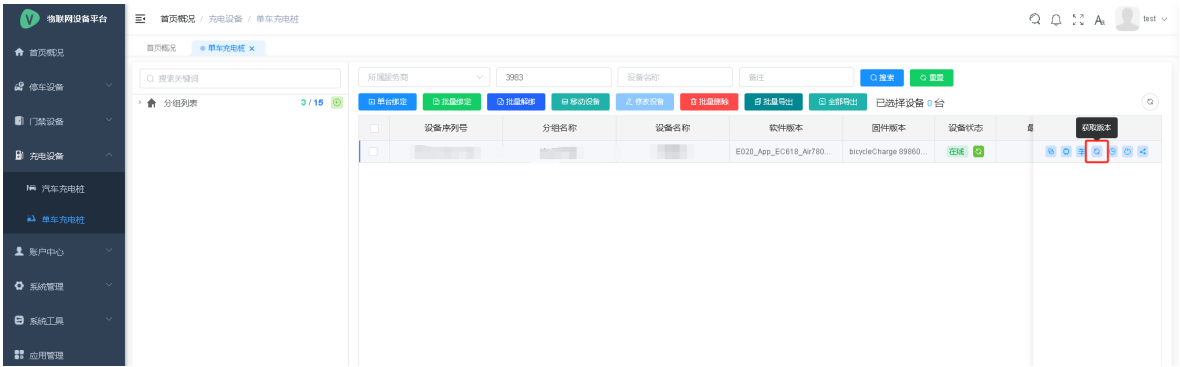 物联网设备平台
首页概况 / 充电设备 / 单车充电桩
test
首页概况
单车充电桩 ×
首页概况
停车设备
门禁设备
充电设备
汽车充电桩
单车充电桩
账户中心
系统管理
系统工具
应用管理
搜索关键词
分组列表 3 / 15
所属服务商 3983 设备名称 备注 搜索 重置
单台绑定 批量绑定 批量解绑 移动设备 修改设备 批量删除 批量导出 全部导出 已选择设备 0 台
设备序列号 分组名称 设备名称 软件版本 固件版本 设备状态
获取版本
E020_App_EC618_Air780... bicycleCharge 89860... 在线